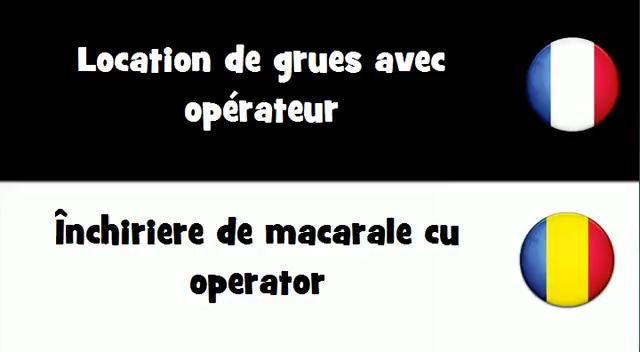 Location de grues avec
opérateur
Închiriere de macarale cu
operator